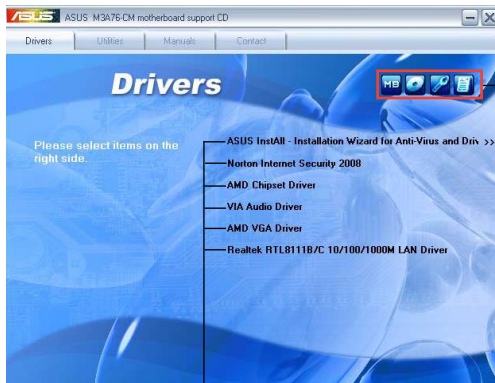 ASUS M3A76-CM motherboard support CD
Drivers Utilities Manuals Contact
Drivers
MB
Please select items on the
right side.
ASUS InstAll - Installation Wizard for Anti-Virus and Driv >>
Norton Internet Security 2008
AMD Chipset Driver
VIA Audio Driver
AMD VGA Driver
Realtek RTL8111B/C 10/100/1000M LAN Driver